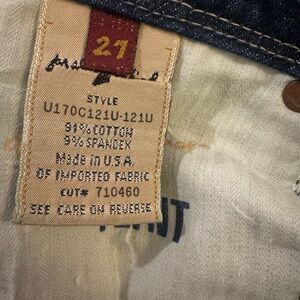 27
STYLE
U170C121U-121U
91% COTTON
9% SPANDEX
Made in U.S.A.
OF IMPORTED FABRIC
CUT# 710460
SEE CARE ON REVERSE